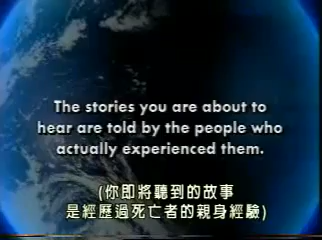 The stories you are about to
hear are told by the people who
actually experienced them.
(你即將聽到的故事
是經歷過死亡者的親身經驗)